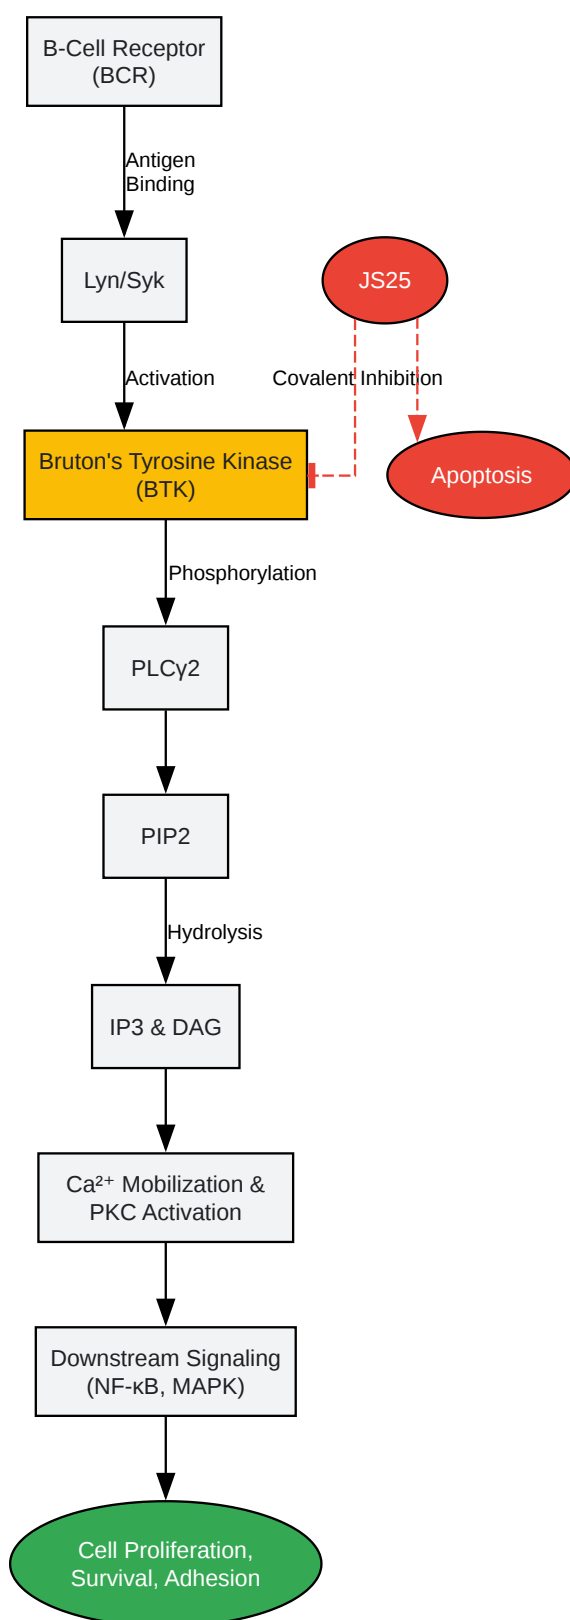 B-Cell Receptor
(BCR)
Antigen
Binding
Lyn/Syk
JS25
Activation
Covalent Inhibition
Bruton's Tyrosine Kinase
(BTK)
Apoptosis
Phosphorylation
PLCγ2
PIP2
Hydrolysis
IP3 & DAG
Ca²⁺ Mobilization &
PKC Activation
Downstream Signaling
(NF-κB, MAPK)
Cell Proliferation,
Survival, Adhesion